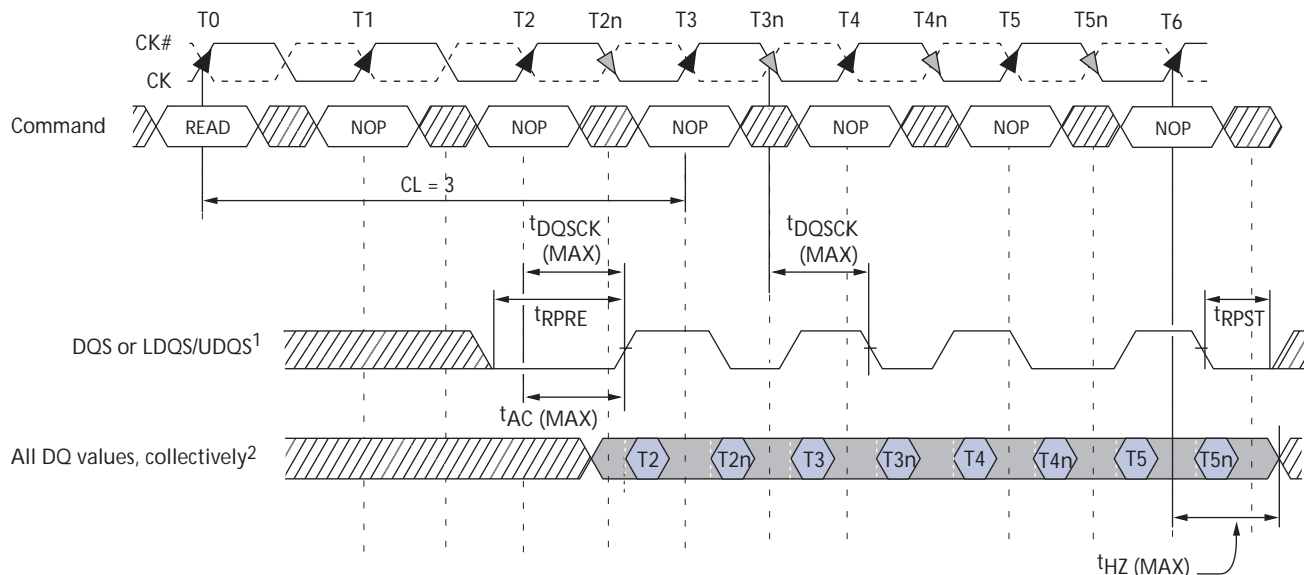 T0 T1 T2 T2n T3 T3n T4 T4n T5 T5n T6
CK#
CK
Command READ NOP NOP NOP NOP NOP NOP
CL = 3
tDQSCK
(MAX)
tDQSCK
(MAX)
tRPRE
tRPST
DQS or LDQS/UDQS1
tAC (MAX)
All DQ values, collectively2 T2 T2n T3 T3n T4 T4n T5 T5n
tHZ (MAX)